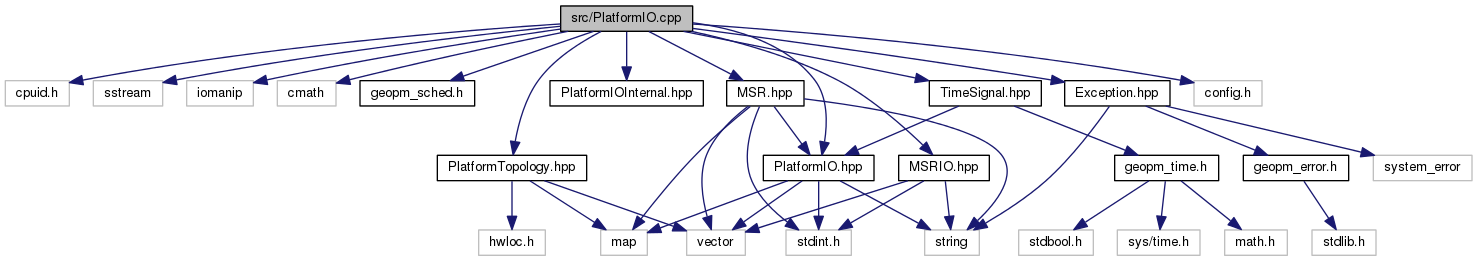 src/PlatformIO.cpp
cpuid.h
sstream
iomanip
cmath
geopm_sched.h
PlatformIOInternal.hpp
MSR.hpp
TimeSignal.hpp
Exception.hpp
config.h
PlatformTopology.hpp
PlatformIO.hpp
MSRIO.hpp
geopm_time.h
geopm_error.h
system_error
hwloc.h
map
vector
stdint.h
string
stdbool.h
sys/time.h
math.h
stdlib.h